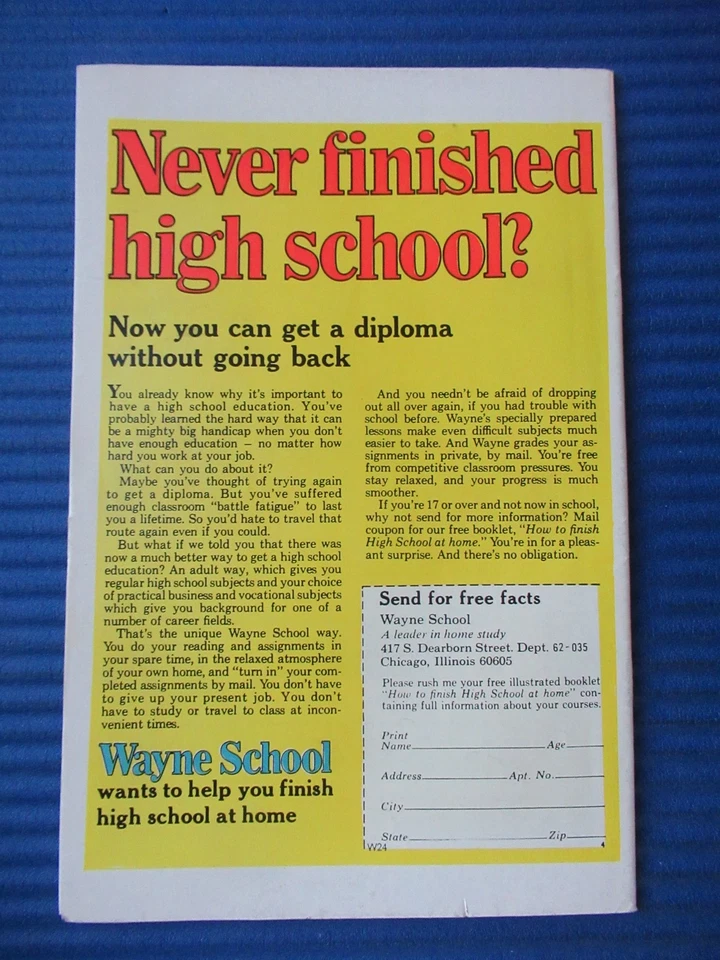 Never finished
high school?
Now you can get a diploma
without going back
You already know why it's important to
have a high school education. You've
probably learned the hard way that it can
be a mighty big handicap when you don't
have enough education – no matter how
hard you work at your job.
What can you do about it?
Maybe you've thought of trying again
to get a diploma. But you've suffered
enough classroom "battle fatigue" to last
you a lifetime. So you'd hate to travel that
route again even if you could.
But what if we told you that there was
now a much better way to get a high school
education? An adult way, which gives you
regular high school subjects and your choice
of practical business and vocational subjects
which give you background for one of a
number of career fields.
That's the unique Wayne School way.
You do your reading and assignments in
your spare time, in the relaxed atmosphere
of your own home, and "turn in" your com-
pleted assignments by mail. You don't have
to give up your present job. You don't
have to study or travel to class at incon-
venient times.
Wayne School
wants to help you finish
high school at home
And you needn't be afraid of dropping
out all over again, if you had trouble with
school before. Wayne's specially prepared
lessons make even difficult subjects much
easier to take. And Wayne grades your as-
signments in private, by mail. You're free
from competitive classroom pressures. You
stay relaxed, and your progress is much
smoother.
If you're 17 or over and not now in school,
why not send for more information? Mail
coupon for our free booklet, "How to finish
High School at home." You're in for a pleas-
ant surprise. And there's no obligation.
Send for free facts
Wayne School
A leader in home study
417 S. Dearborn Street. Dept. 62-035
Chicago, Illinois 60605
Please rush me your free illustrated booklet
"How to finish High School at home" con-
taining full information about your courses.
Print
Name Age
Address Apt. No.
City
State Zip
W24 4